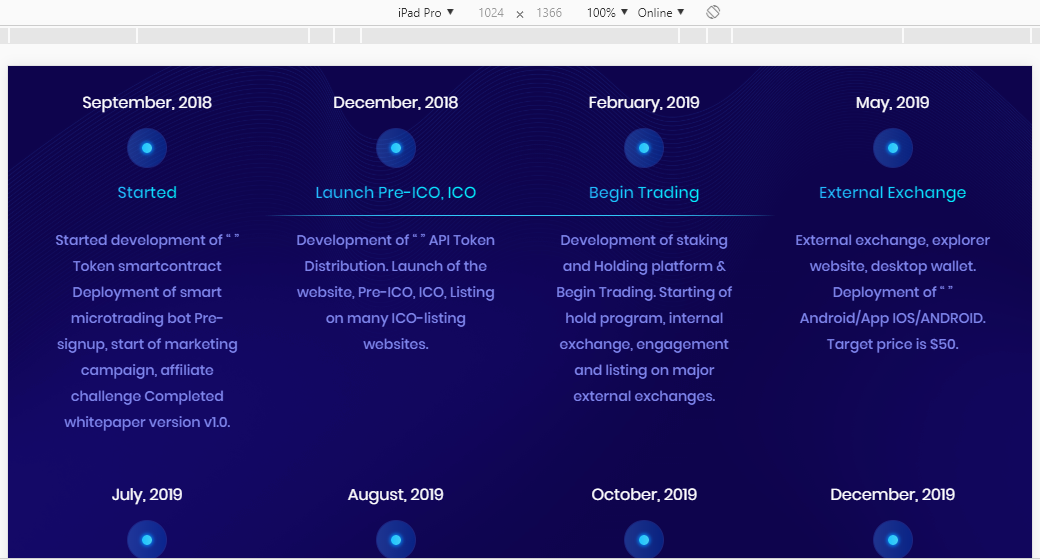 iPad Pro ▼ 1024 × 1366 100% ▼ Online ▼
September, 2018
Started
Started development of “ ”
Token smartcontract
Deployment of smart
microtrading bot Pre-
signup, start of marketing
campaign, affiliate
challenge Completed
whitepaper version v1.0.
December, 2018
Launch Pre-ICO, ICO
Development of “ ” API Token
Distribution. Launch of the
website, Pre-ICO, ICO, Listing
on many ICO-listing
websites.
February, 2019
Begin Trading
Development of staking
and Holding platform &
Begin Trading. Starting of
hold program, internal
exchange, engagement
and listing on major
external exchanges.
May, 2019
External Exchange
External exchange, explorer
website, desktop wallet.
Deployment of “ ”
Android/App IOS/ANDROID.
Target price is $50.
July, 2019
August, 2019
October, 2019
December, 2019